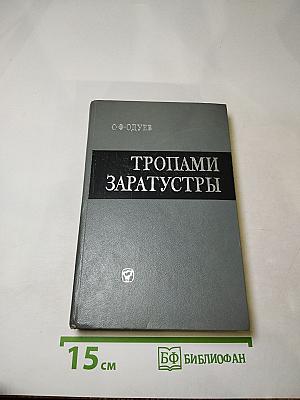 С·Ф·ОДУЕВ
ТРОПАМИ
ЗАРАТУСТРЫ
15 см
БФ БИБЛИОФАН